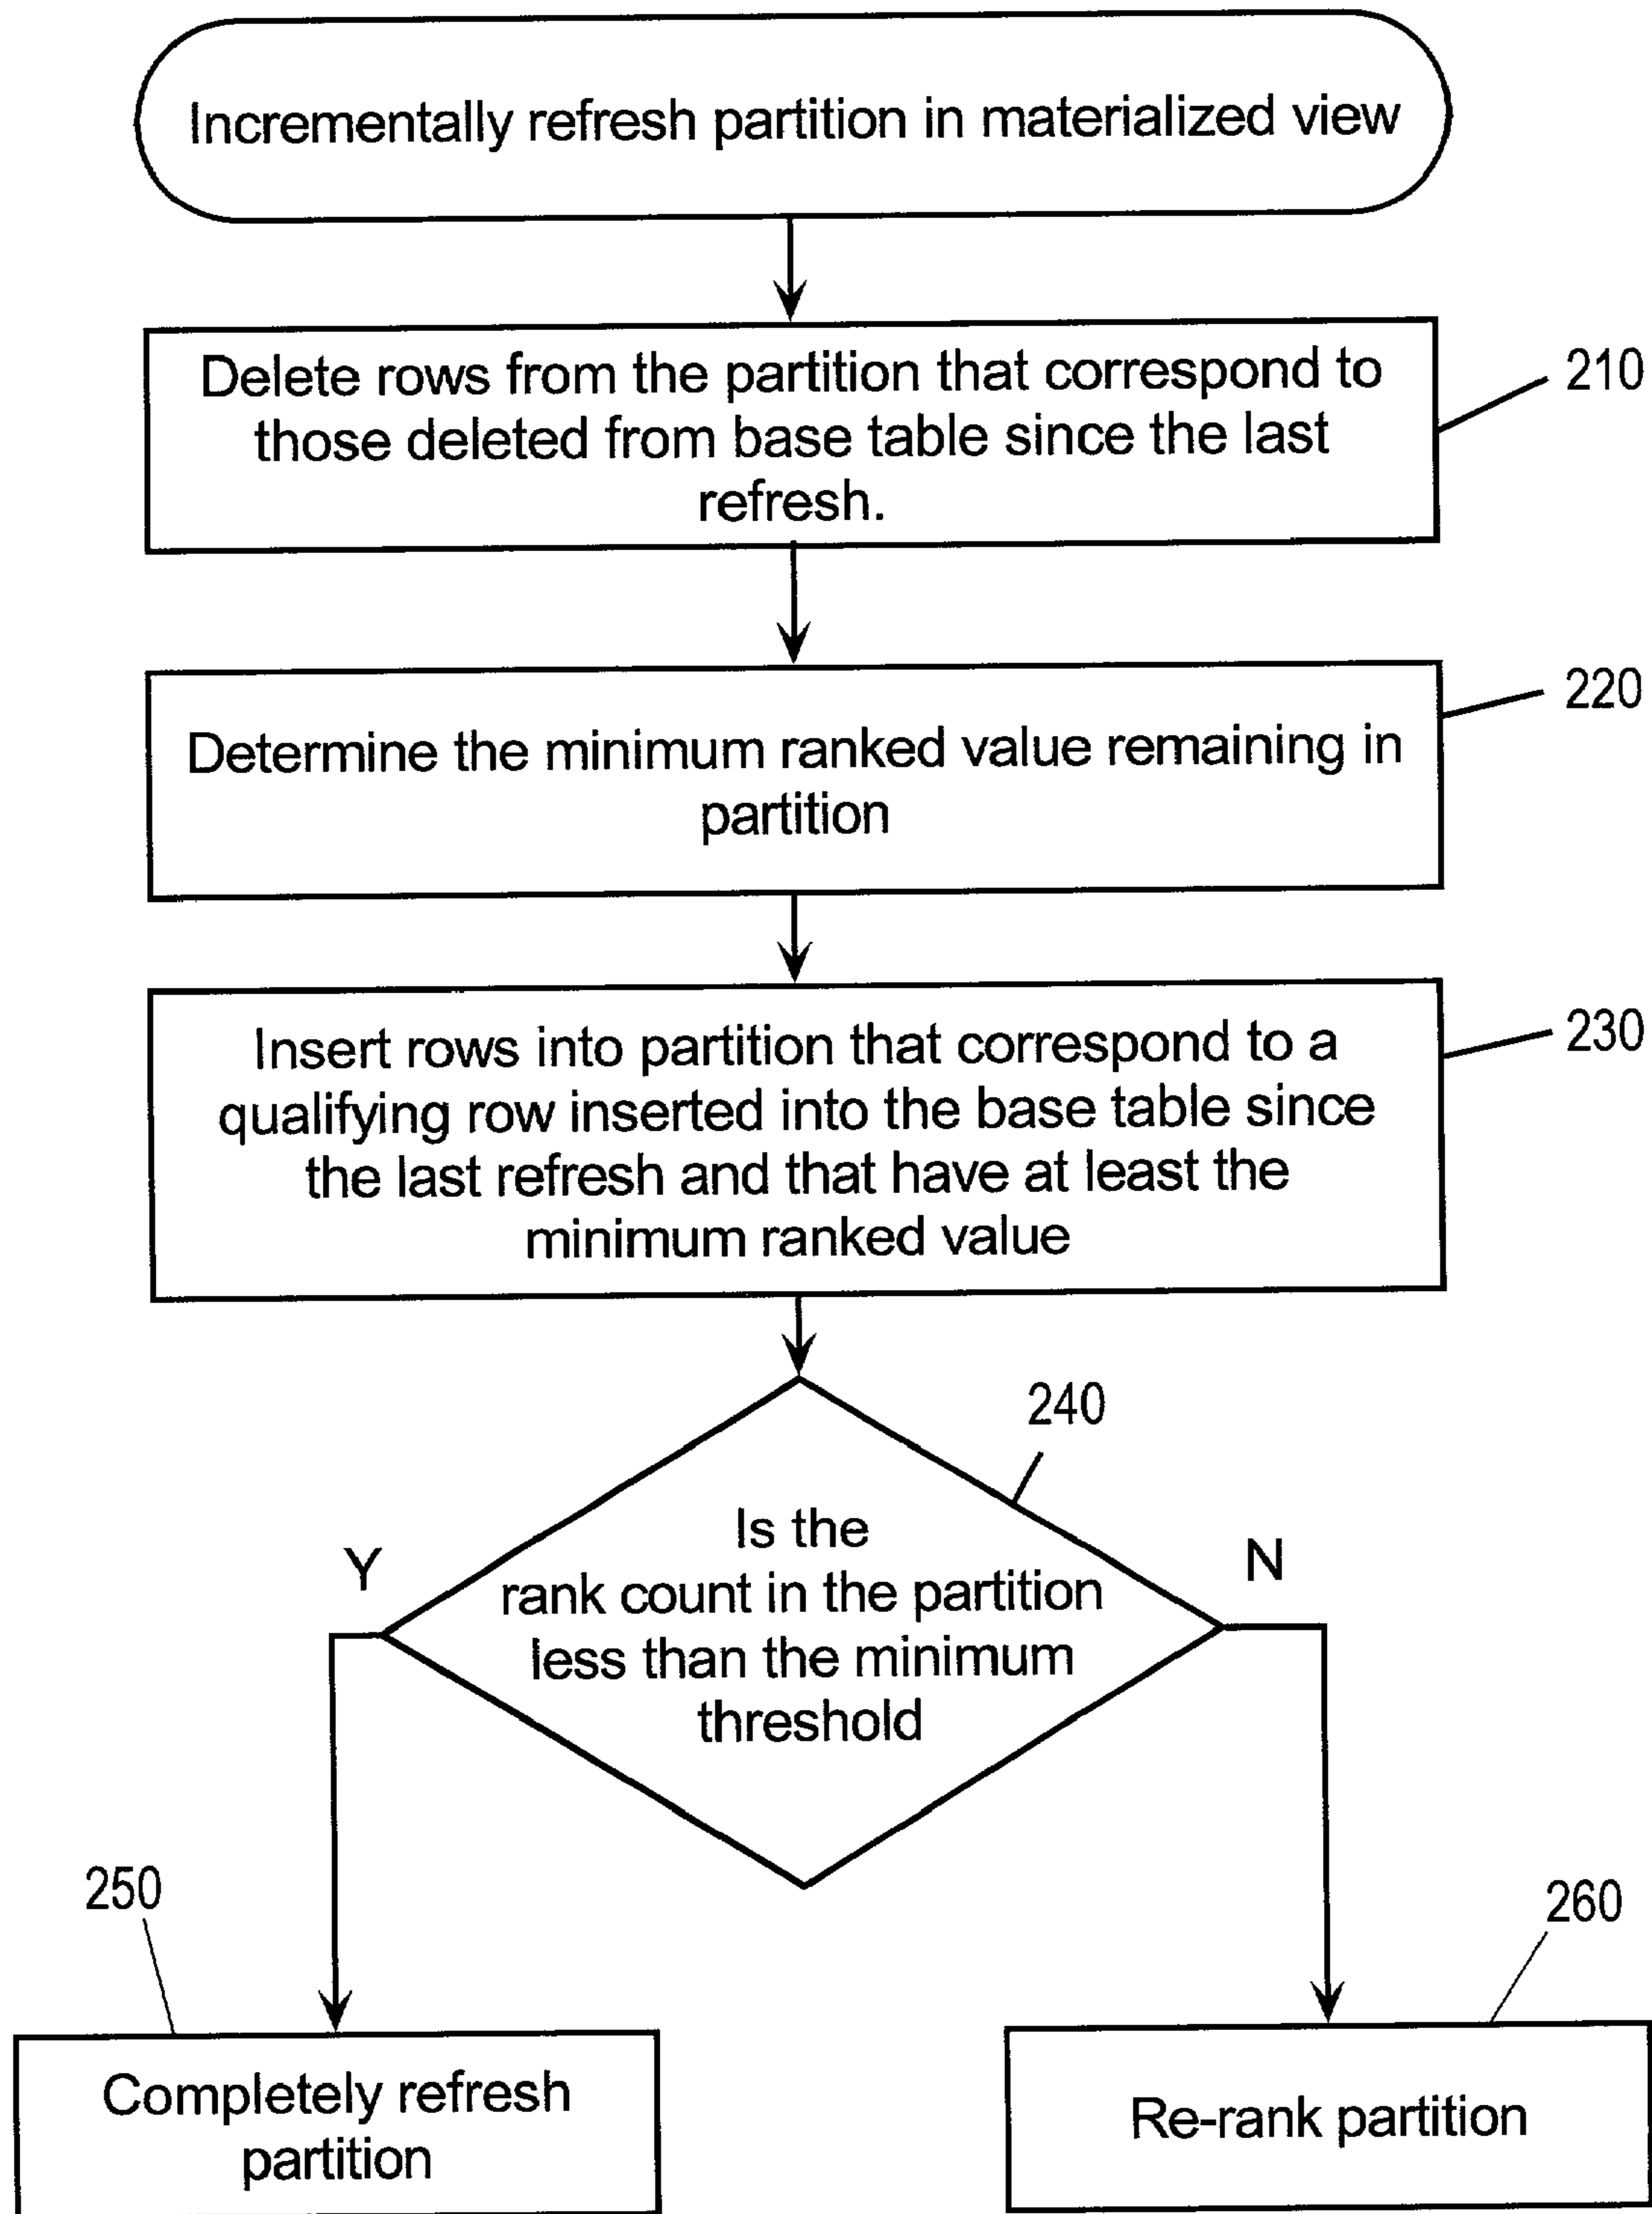 Incrementally refresh partition in materialized view
Delete rows from the partition that correspond to
those deleted from base table since the last
refresh.
210
Determine the minimum ranked value remaining in
partition
220
Insert rows into partition that correspond to a
qualifying row inserted into the base table since
the last refresh and that have at least the
minimum ranked value
230
240
Is the
rank count in the partition
less than the minimum
threshold
Y
N
250
260
Completely refresh
partition
Re-rank partition